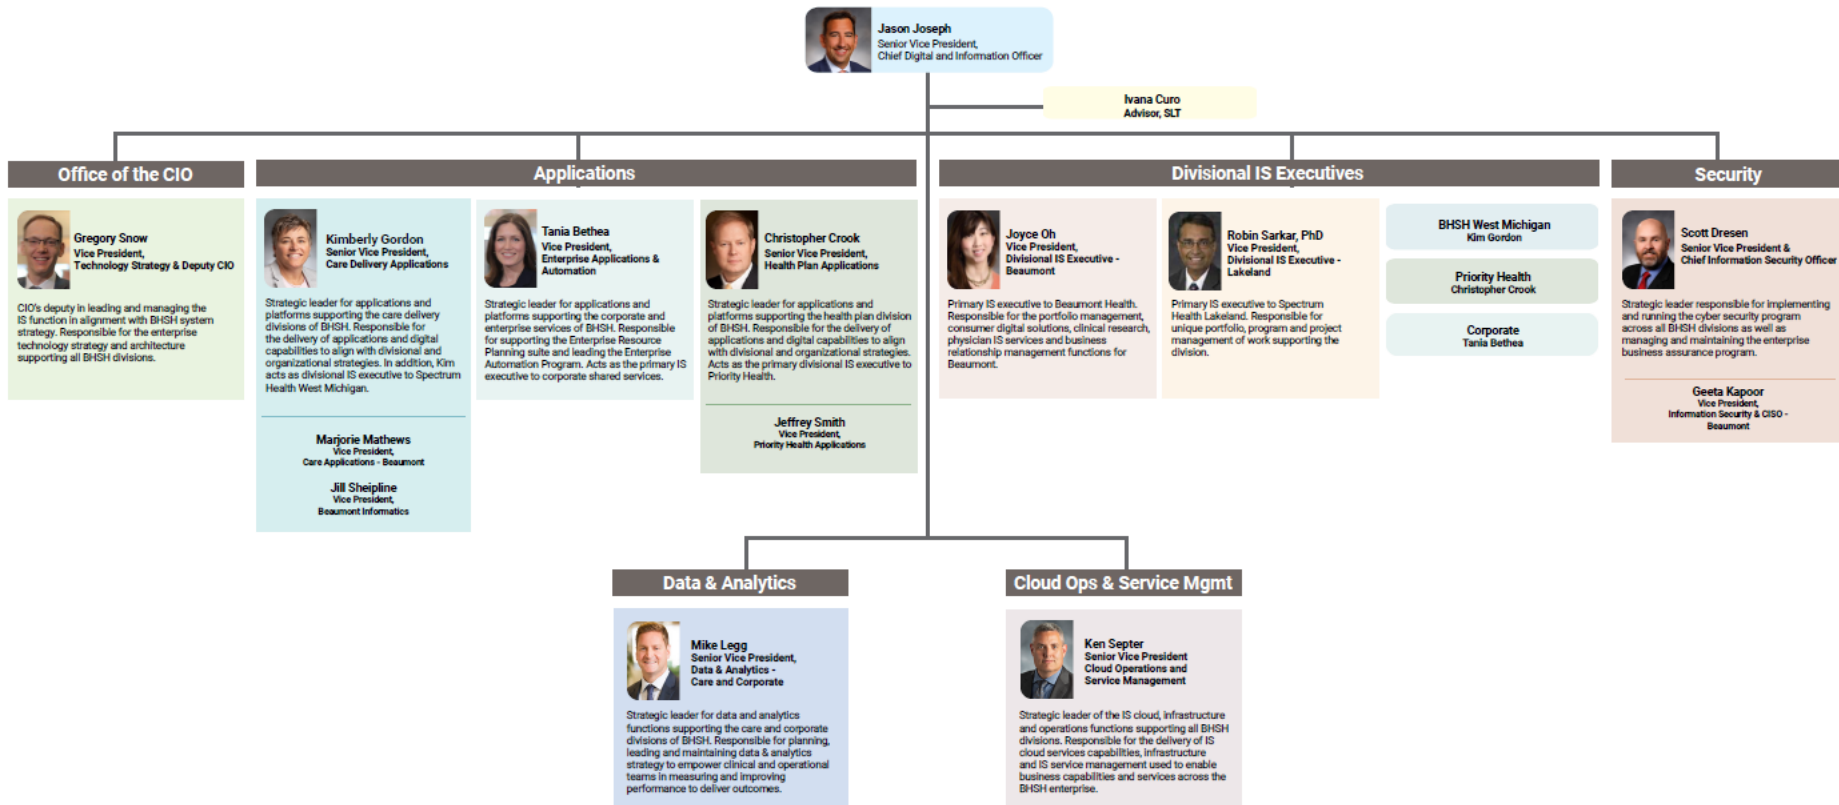 Jason Joseph
Senior Vice President,
Chief Digital and Information Officer
Ivana Curo
Advisor, SLT
Office of the CIO
Gregory Snow
Vice President,
Technology Strategy & Deputy CIO
CIO's deputy in leading and managing the
IS function in alignment with BHSH system
strategy. Responsible for the enterprise
technology strategy and architecture
supporting all BHSH divisions.
Applications
Kimberly Gordon
Senior Vice President,
Care Delivery Applications
Strategic leader for applications and
platforms supporting the care delivery
divisions of BHSH. Responsible for
the delivery of applications and digital
capabilities to align with divisional and
organizational strategies. In addition, Kim
acts as divisional IS executive to Spectrum
Health West Michigan.
Marjorie Mathews
Vice President,
Care Applications - Beaumont
Jill Sheipline
Vice President,
Beaumont Informatics
Tania Bethea
Vice President,
Enterprise Applications &
Automation
Strategic leader for applications and
platforms supporting the corporate and
enterprise services of BHSH. Responsible
for supporting the Enterprise Resource
Planning suite and leading the Enterprise
Automation Program. Acts as the primary IS
executive to corporate shared services.
Christopher Crook
Senior Vice President,
Health Plan Applications
Strategic leader for applications and
platforms supporting the health plan division
of BHSH. Responsible for the delivery of
applications and digital capabilities to align
with divisional and organizational strategies.
Acts as the primary divisional IS executive to
Priority Health.
Jeffrey Smith
Vice President,
Priority Health Applications
Divisional IS Executives
Joyce Oh
Vice President,
Divisional IS Executive -
Beaumont
Primary IS executive to Beaumont Health.
Responsible for the portfolio management,
consumer digital solutions, clinical research,
physician IS services and business
relationship management functions for
Beaumont.
Robin Sarkar, PhD
Vice President,
Divisional IS Executive -
Lakeland
Primary IS executive to Spectrum
Health Lakeland. Responsible for
unique portfolio, program and project
management of work supporting the
division.
BHSH West Michigan
Kim Gordon
Priority Health
Christopher Crook
Corporate
Tania Bethea
Security
Scott Dresen
Senior Vice President &
Chief Information Security Officer
Strategic leader responsible for implementing
and running the cyber security program
across all BHSH divisions as well as
managing and maintaining the enterprise
business assurance program.
Geeta Kapoor
Vice President,
Information Security & CISO -
Beaumont
Data & Analytics
Mike Legg
Senior Vice President,
Data & Analytics -
Care and Corporate
Strategic leader for data and analytics
functions supporting the care and corporate
divisions of BHSH. Responsible for planning,
leading and maintaining data & analytics
strategy to empower clinical and operational
teams in measuring and improving
performance to deliver outcomes.
Cloud Ops & Service Mgmt
Ken Septer
Senior Vice President
Cloud Operations and
Service Management
Strategic leader of the IS cloud, infrastructure
and operations functions supporting all BHSH
divisions. Responsible for the delivery of IS
cloud services capabilities, infrastructure
and IS service management used to enable
business capabilities and services across the
BHSH enterprise.